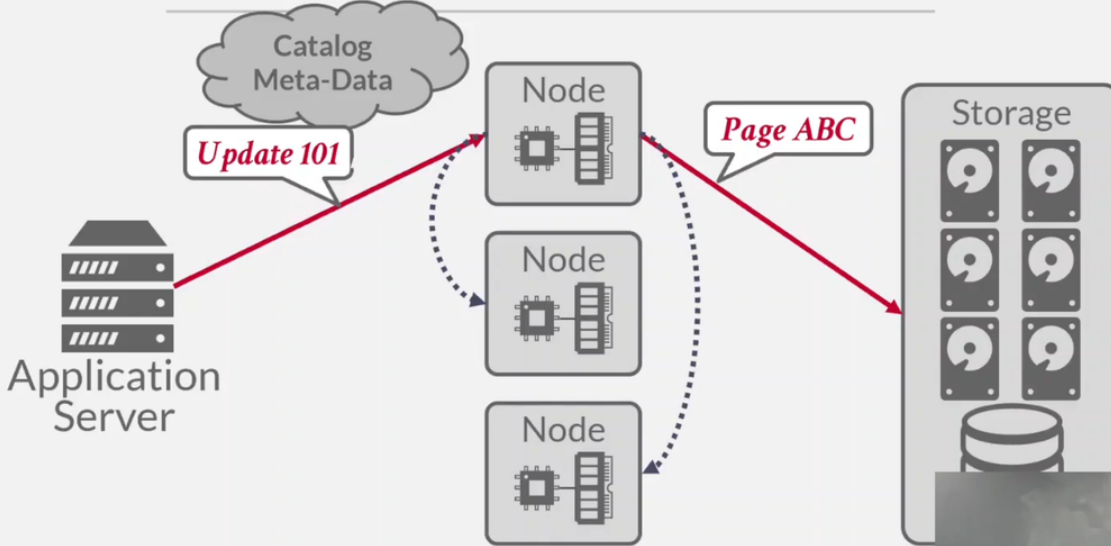 Catalog
Meta-Data
Update 101
Node
Page ABC
Storage
Node
Application
Server
Node